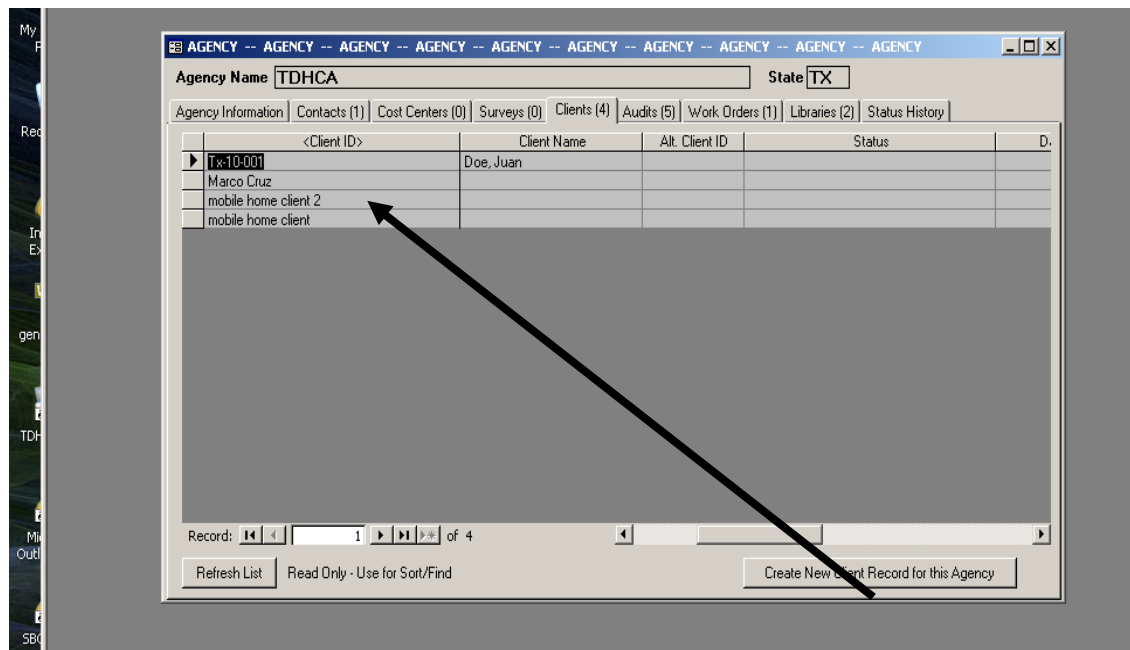 AGENCY -- AGENCY -- AGENCY -- AGENCY -- AGENCY -- AGENCY -- AGENCY -- AGENCY -- AGENCY -- AGENCY
Agency Name TDHCA State TX
Agency Information Contacts (1) Cost Centers (0) Surveys (0) Clients (4) Audits (5) Work Orders (1) Libraries (2) Status History
<Client ID> Client Name Alt. Client ID Status
Tx-10-001 Doe, Juan
Marco Cruz
mobile home client 2
mobile home client
Record: 1 of 4
Refresh List Read Only - Use for Sort/Find Create New Client Record for this Agency
My
Rec
gen
TDH
Outl